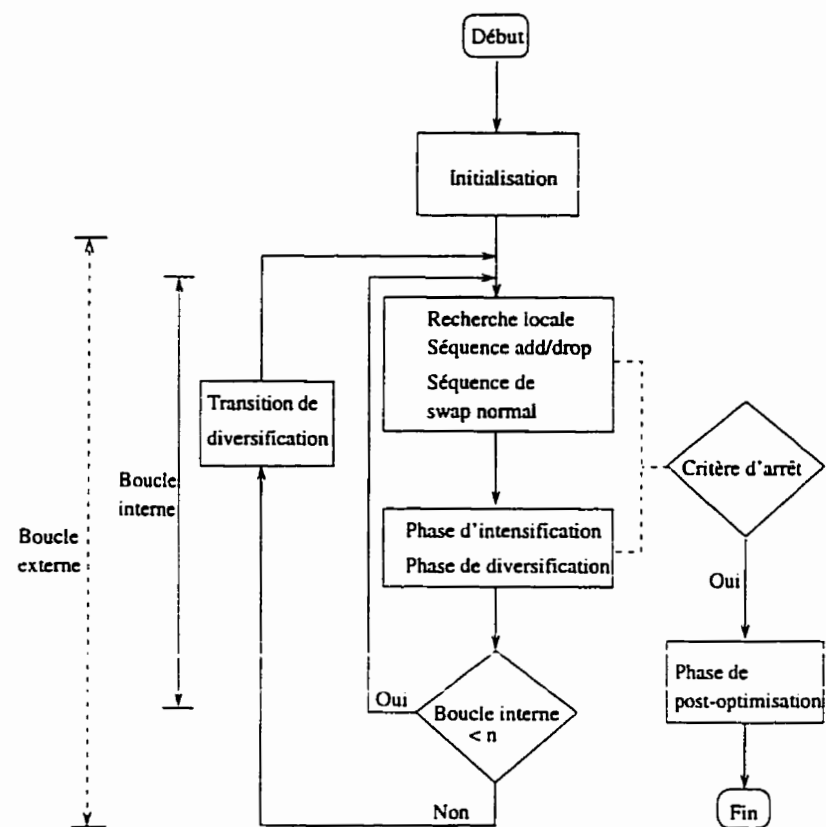 Début
Initialisation
Recherche locale
Séquence add/drop
Séquence de
swap normal
Transition de
diversification
Critère d'arrêt
Boucle
interne
Boucle
externe
Phase d'intensification
Phase de diversification
Oui
Phase de
post-optimisation
Oui
Boucle interne
< n
Non
Fin